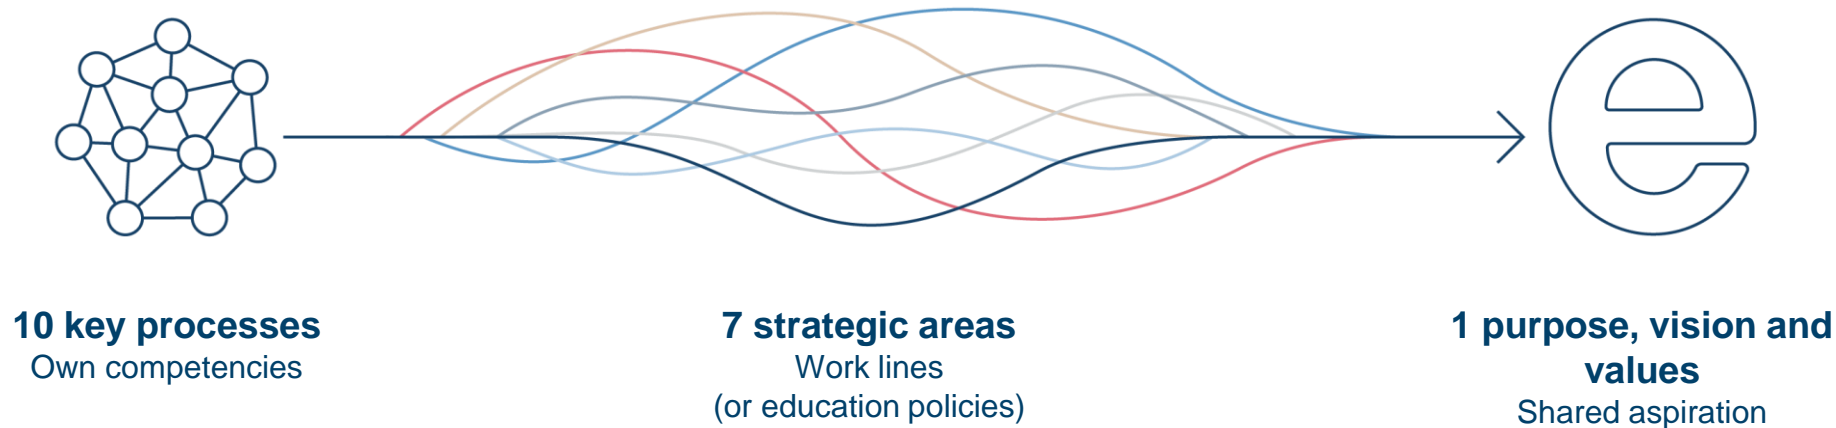 e
10 key processes
Own competencies
7 strategic areas
Work lines
(or education policies)
1 purpose, vision and
values
Shared aspiration